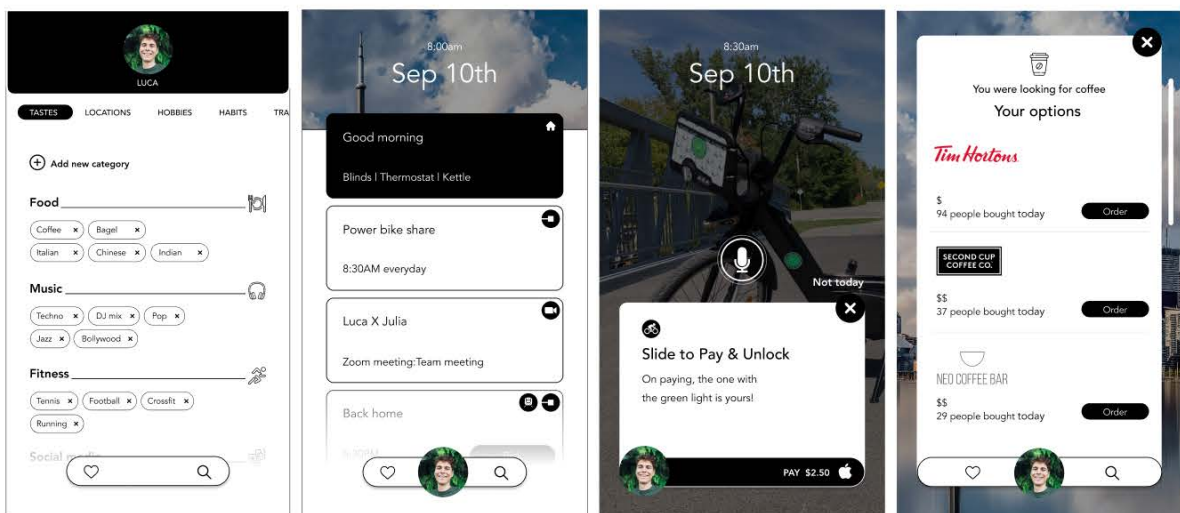 LUCA
TASTES LOCATIONS HOBBIES HABITS TRA
Add new category
Food
Coffee × Bagel ×
Italian × Chinese × Indian ×
Music
Techno × DJ mix × Pop ×
Jazz × Bollywood ×
Fitness
Tennis × Football × Crossfit ×
Running ×
Social media
8:00am
Sep 10th
Good morning
Blinds | Thermostat | Kettle
Power bike share
8:30AM everyday
Luca X Julia
Zoom meeting:Team meeting
Back home
8:30am
Sep 10th
Not today
Slide to Pay & Unlock
On paying, the one with
the green light is yours!
PAY $2.50
You were looking for coffee
Your options
Tim Hortons
$
94 people bought today
Order
SECOND CUP
COFFEE CO.
$$
37 people bought today
Order
NEO COFFEE BAR
$$
29 people bought today
Order